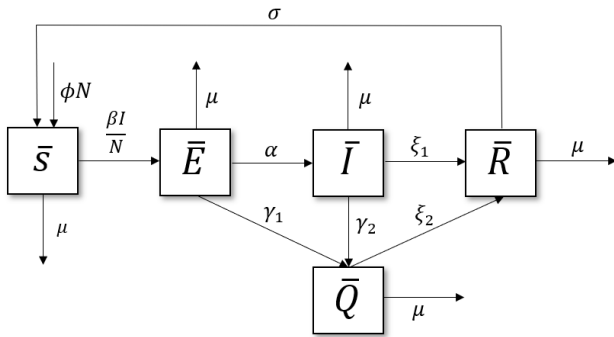 σ
ϕN
μ
μ
βI
N
S̅
E̅
α
I̅
ξ₁
R̅
μ
μ
γ₁
γ₂
ξ₂
Q̅
μ